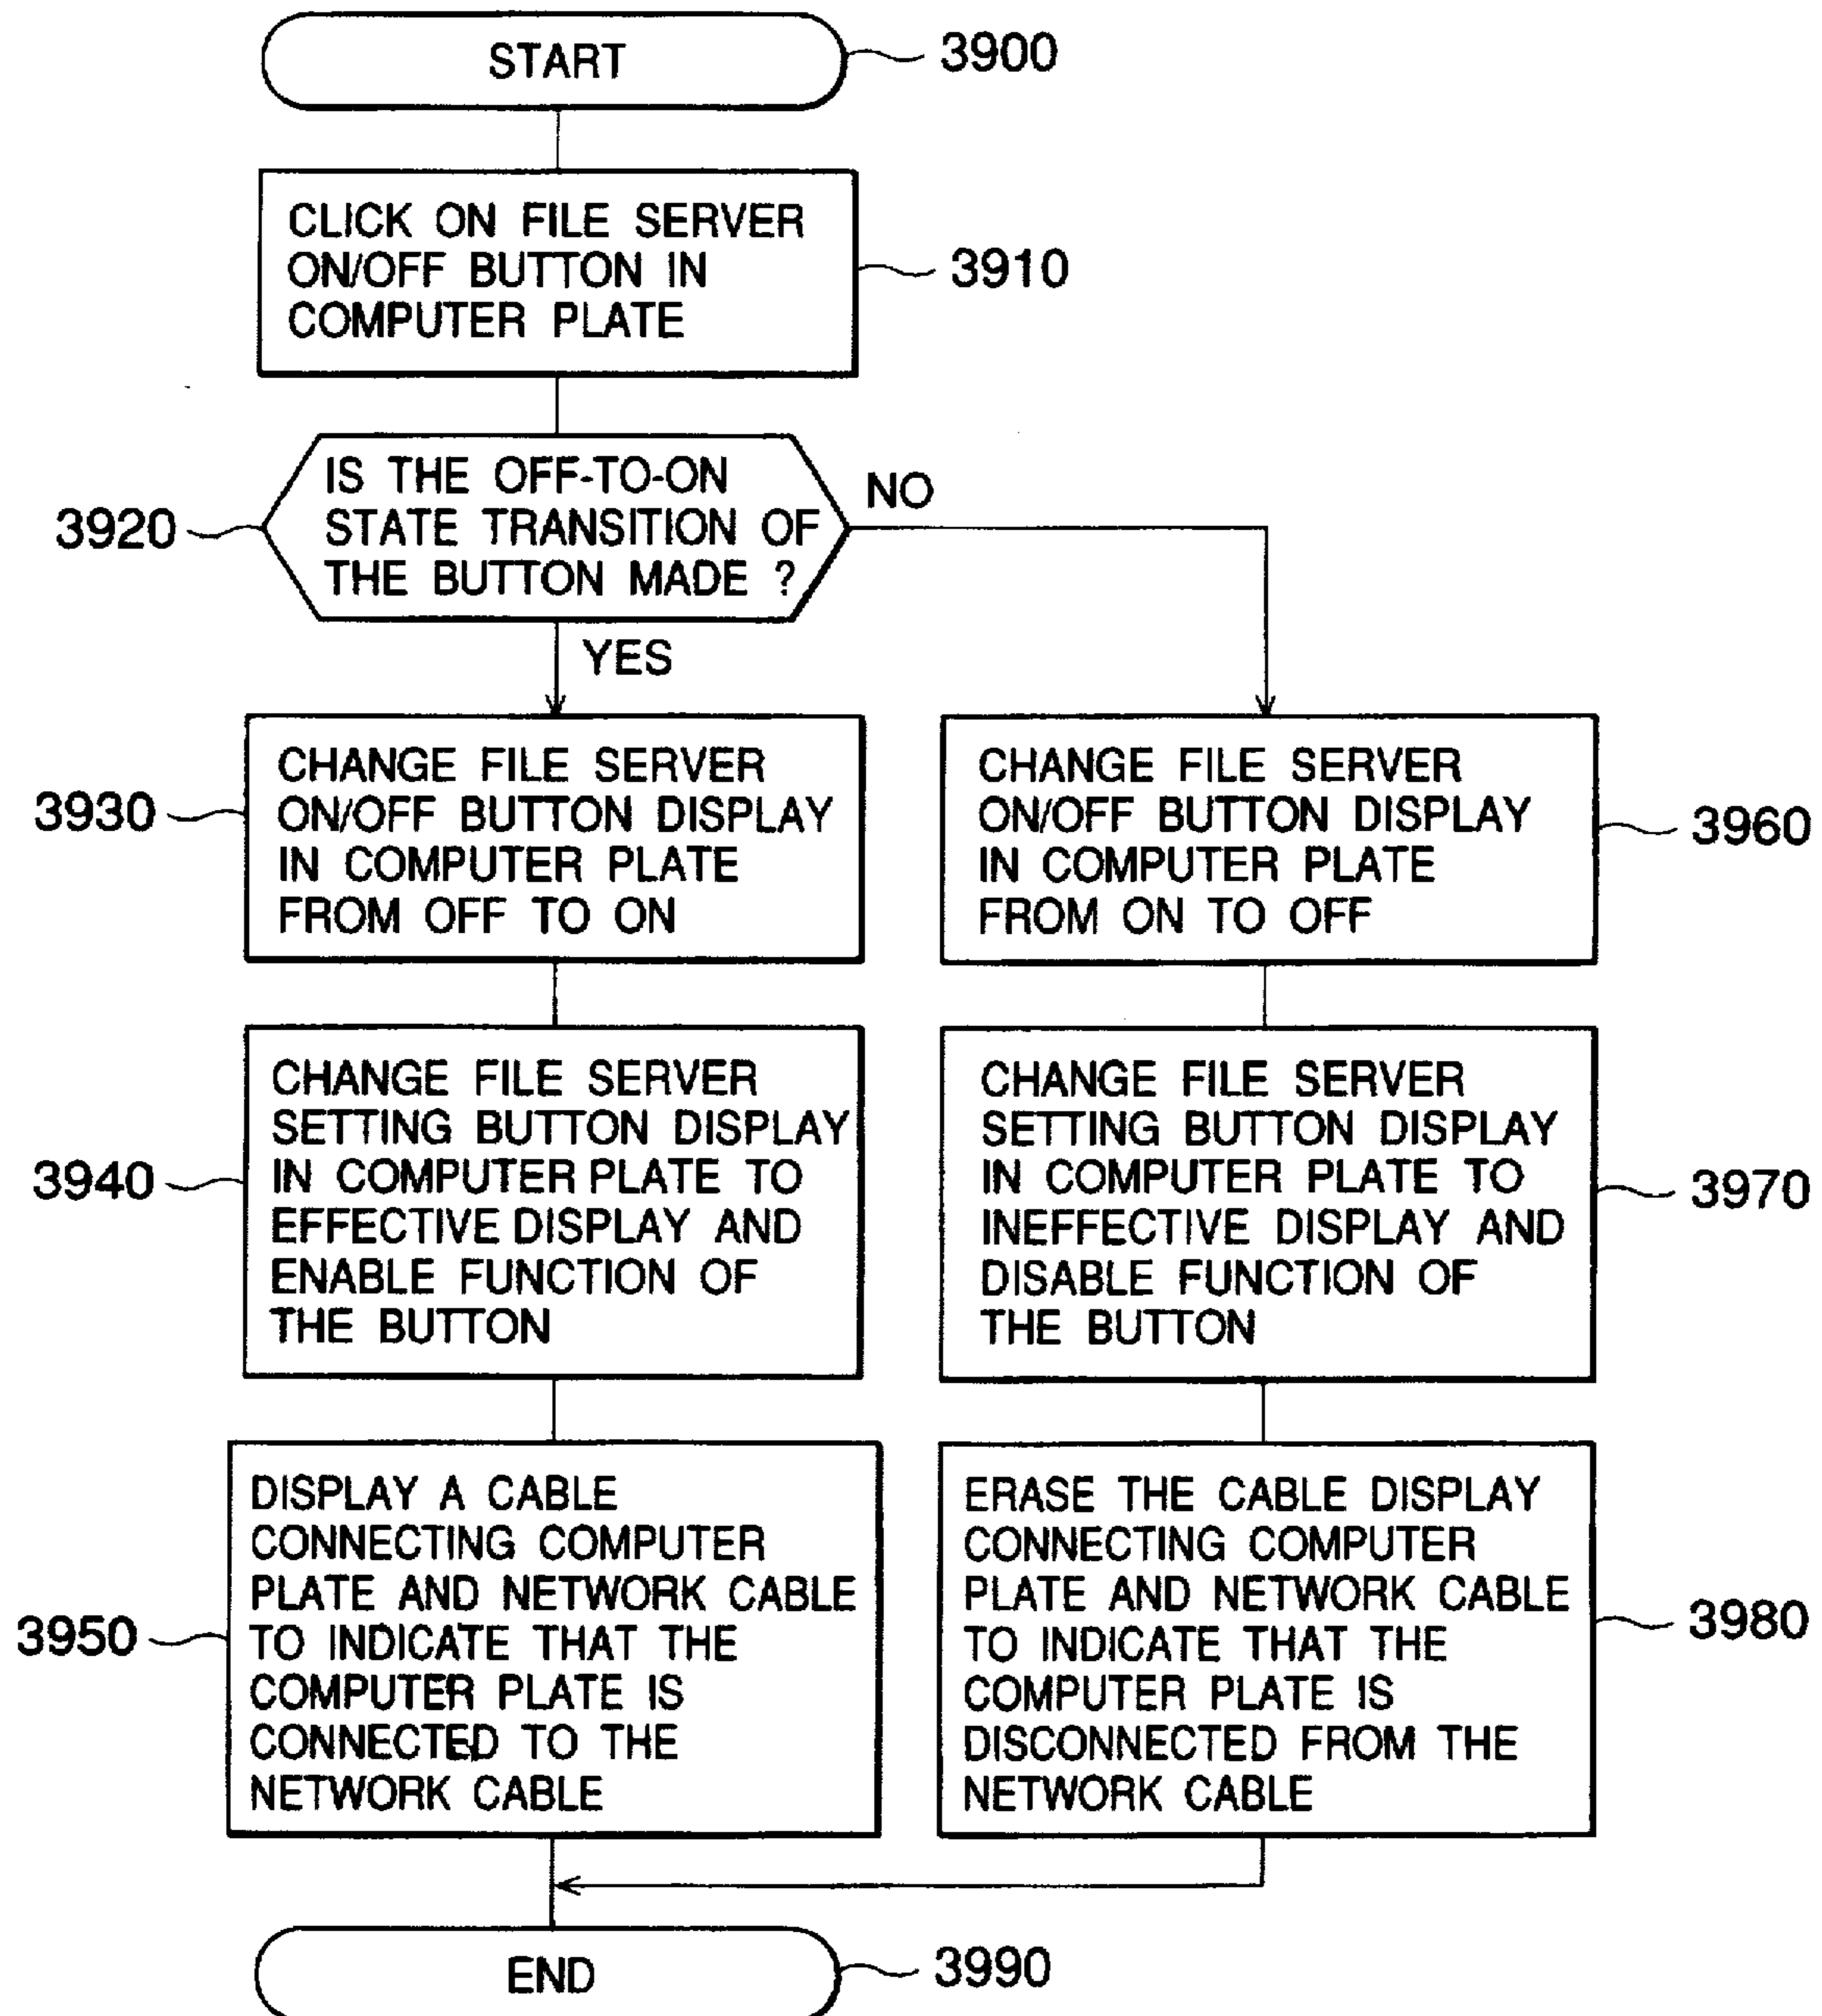 START
3900
CLICK ON FILE SERVER
ON/OFF BUTTON IN
COMPUTER PLATE
3910
IS THE OFF-TO-ON
STATE TRANSITION OF
THE BUTTON MADE ?
3920
NO
YES
CHANGE FILE SERVER
ON/OFF BUTTON DISPLAY
IN COMPUTER PLATE
FROM OFF TO ON
3930
CHANGE FILE SERVER
ON/OFF BUTTON DISPLAY
IN COMPUTER PLATE
FROM ON TO OFF
3960
CHANGE FILE SERVER
SETTING BUTTON DISPLAY
IN COMPUTER PLATE TO
EFFECTIVE DISPLAY AND
ENABLE FUNCTION OF
THE BUTTON
3940
CHANGE FILE SERVER
SETTING BUTTON DISPLAY
IN COMPUTER PLATE TO
INEFFECTIVE DISPLAY AND
DISABLE FUNCTION OF
THE BUTTON
3970
DISPLAY A CABLE
CONNECTING COMPUTER
PLATE AND NETWORK CABLE
TO INDICATE THAT THE
COMPUTER PLATE IS
CONNECTED TO THE
NETWORK CABLE
3950
ERASE THE CABLE DISPLAY
CONNECTING COMPUTER
PLATE AND NETWORK CABLE
TO INDICATE THAT THE
COMPUTER PLATE IS
DISCONNECTED FROM THE
NETWORK CABLE
3980
END
3990